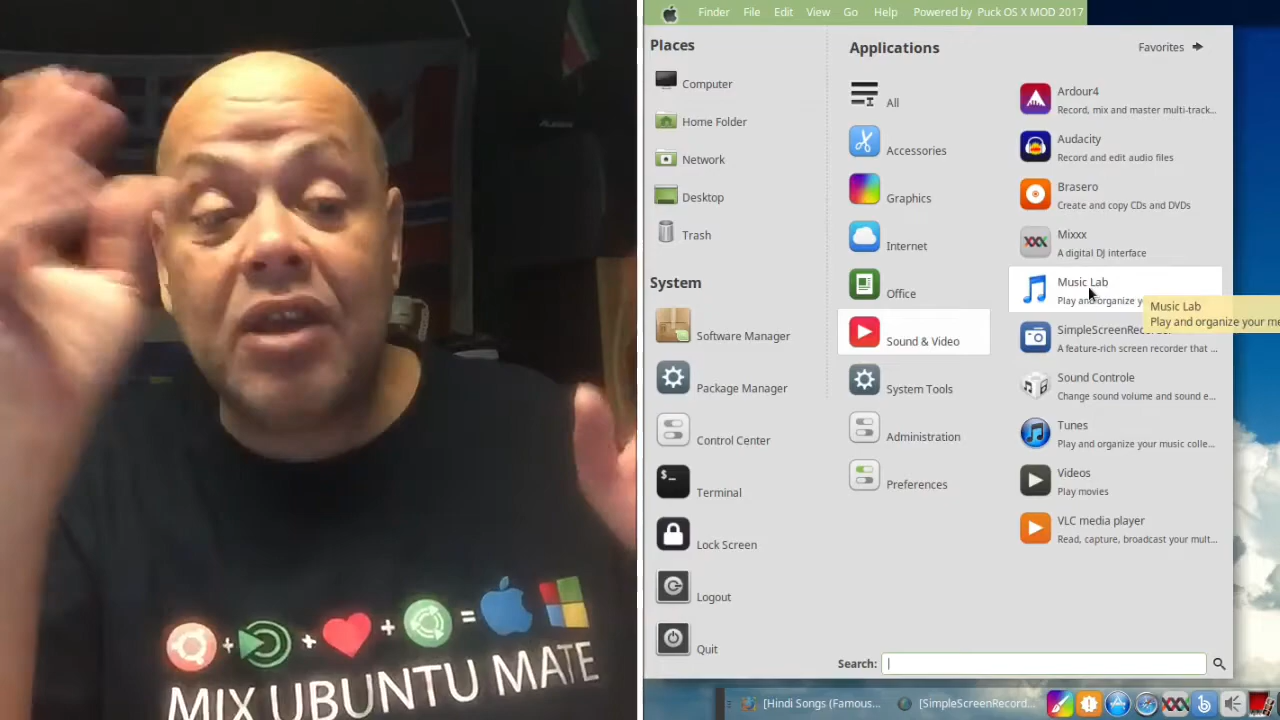 MIX UBUNTU MATE
Finder File Edit View Go Help Powered by Puck OS X MOD 2017
Places
Computer
Home Folder
Network
Desktop
Trash
System
Software Manager
Package Manager
Control Center
Terminal
Lock Screen
Logout
Quit
Applications
Favorites
All
Accessories
Graphics
Internet
Office
Sound & Video
System Tools
Administration
Preferences
Ardour4
Record, mix and master multi-track...
Audacity
Record and edit audio files
Brasero
Create and copy CDs and DVDs
Mixxx
A digital DJ interface
Music Lab
Play and organize
Music Lab
Play and organize your me
SimpleScreenRec
A feature-rich screen recorder that ...
Sound Controle
Change sound volume and sound e...
Tunes
Play and organize your music colle...
Videos
Play movies
VLC media player
Read, capture, broadcast your mult...
Search:
[Hindi Songs (Famous... [SimpleScreenRecord...